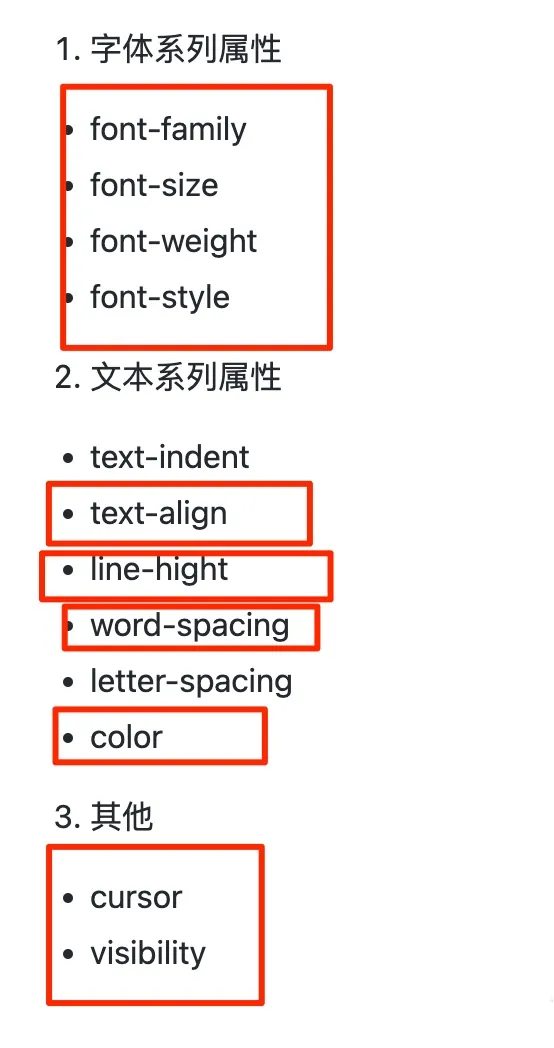 1. 字体系列属性
• font-family
• font-size
• font-weight
• font-style
2. 文本系列属性
• text-indent
• text-align
• line-hight
• word-spacing
• letter-spacing
• color
3. 其他
• cursor
• visibility